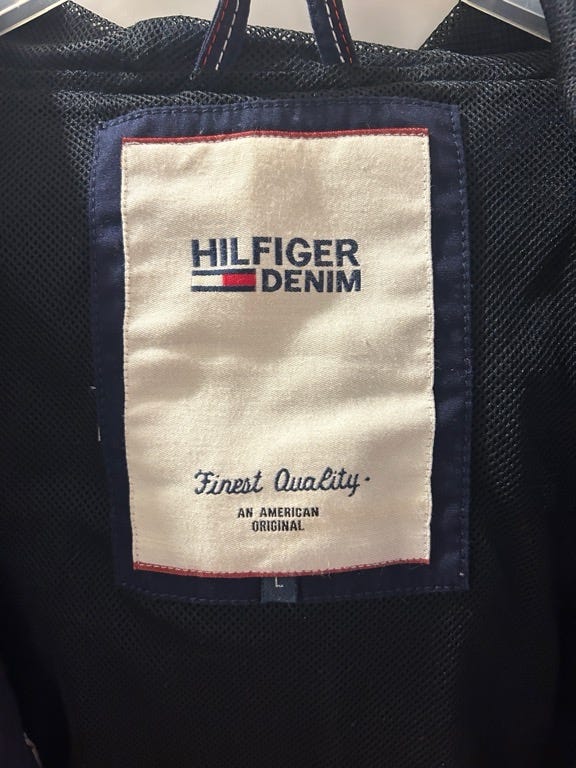 HILFIGER
DENIM
Finest Quality.
AN AMERICAN
ORIGINAL
L